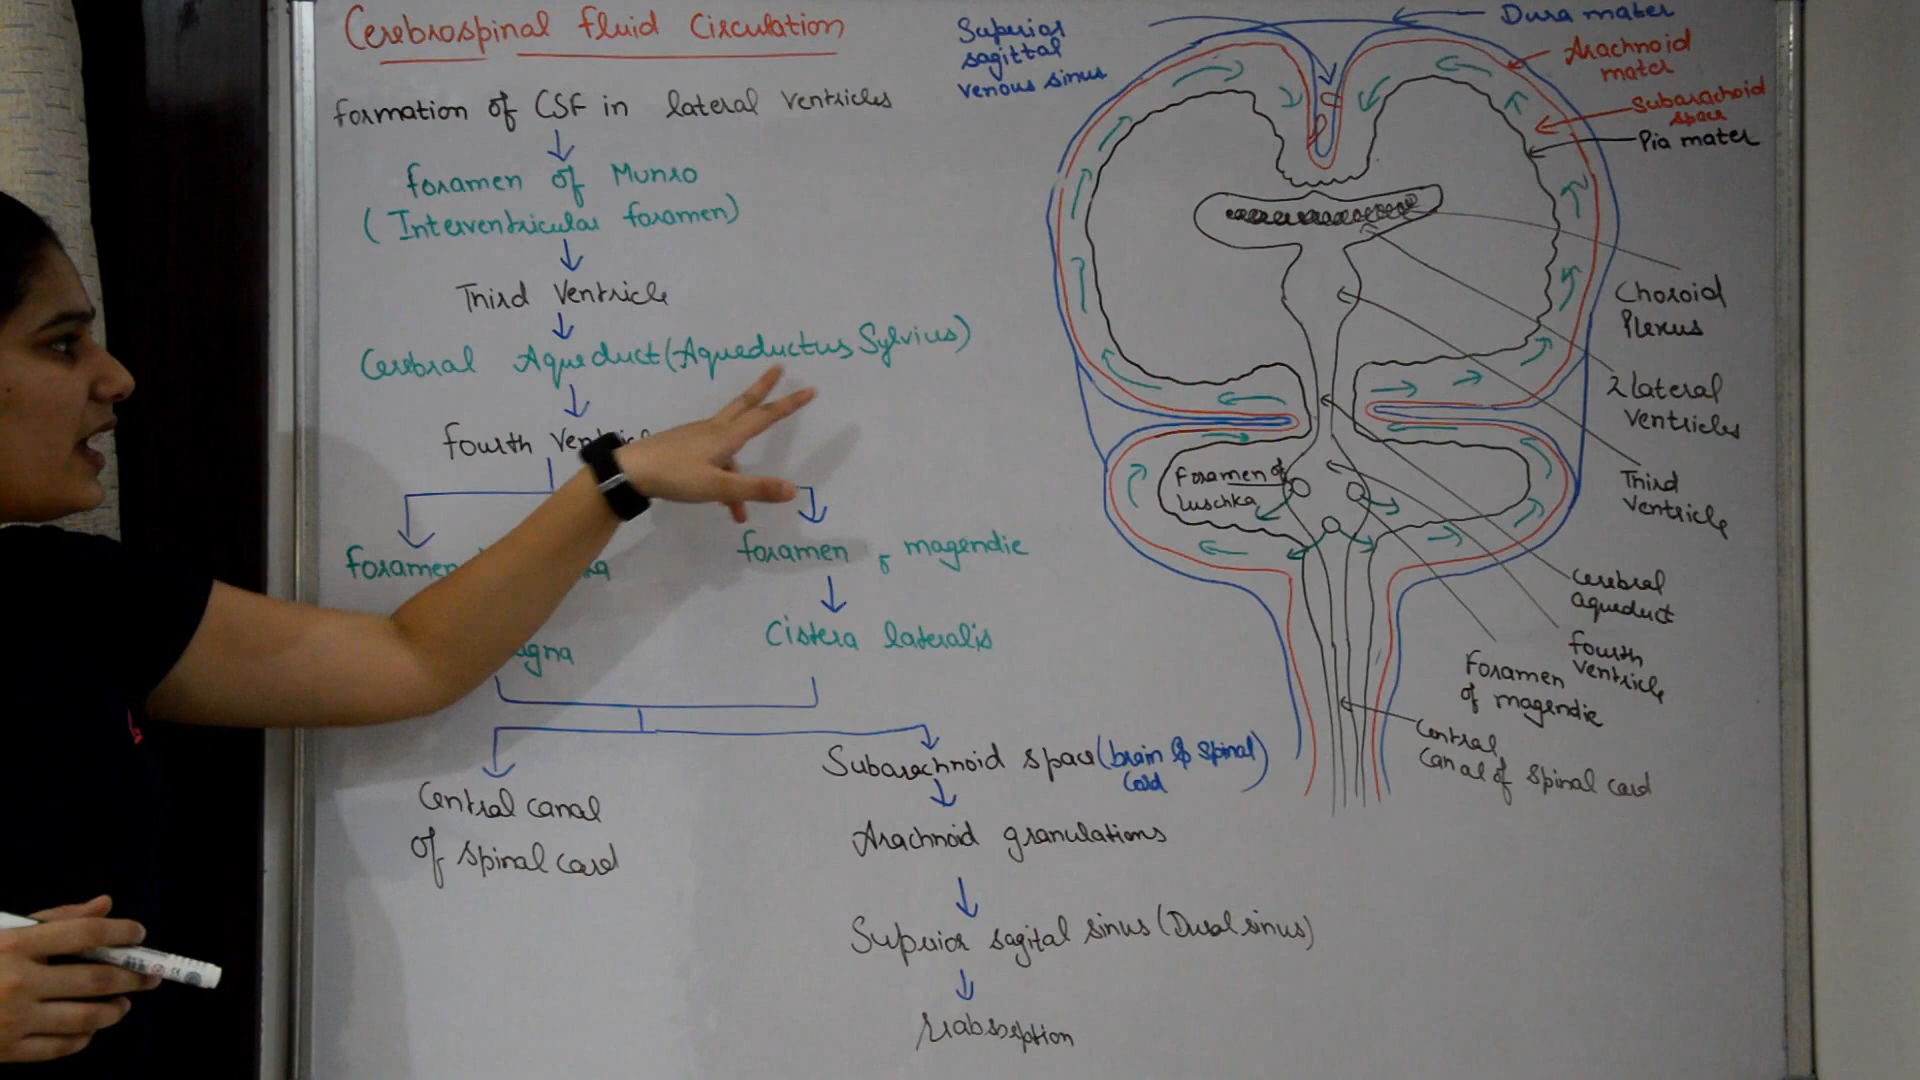 Cerebrospinal fluid Circulation
formation of CSF in lateral ventricles
foramen of Munro
(Interventricular foramen)
Third ventricle
Cerebral Aqueduct (Aqueductus Sylvius)
fourth
foramen of magendie
Cistera lateralis
Central canal
of spinal cord
Subarachnoid space (brain & spinal
cord)
Arachnoid granulations
Superior sagital sinus (Dural sinus)
reabsorption
Superior
sagittal
venous sinus
Dura mater
Arachnoid
mater
Subarachoid
space
Pia mater
Choroid
Plexus
2 lateral
ventricles
Third
ventricle
Foramen of
Luschka
cerebral
aqueduct
fourth
ventricle
Foramen
of magendie
central
canal of spinal cord